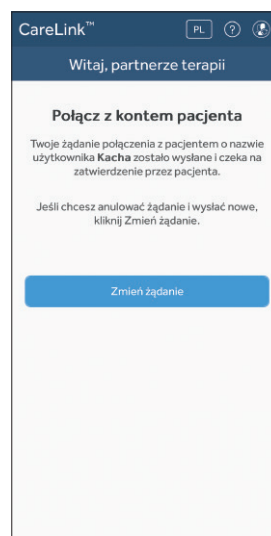 CareLink™ PL ?
Witaj, partnerze terapii
Połącz z kontem pacjenta
Twoje żądanie połączenia z pacjentem o nazwie
użytkownika Kacha zostało wysłane i czeka na
zatwierdzenie przez pacjenta.
Jeśli chcesz anulować żądanie i wysłać nowe,
kliknij Zmień żądanie.
Zmień żądanie